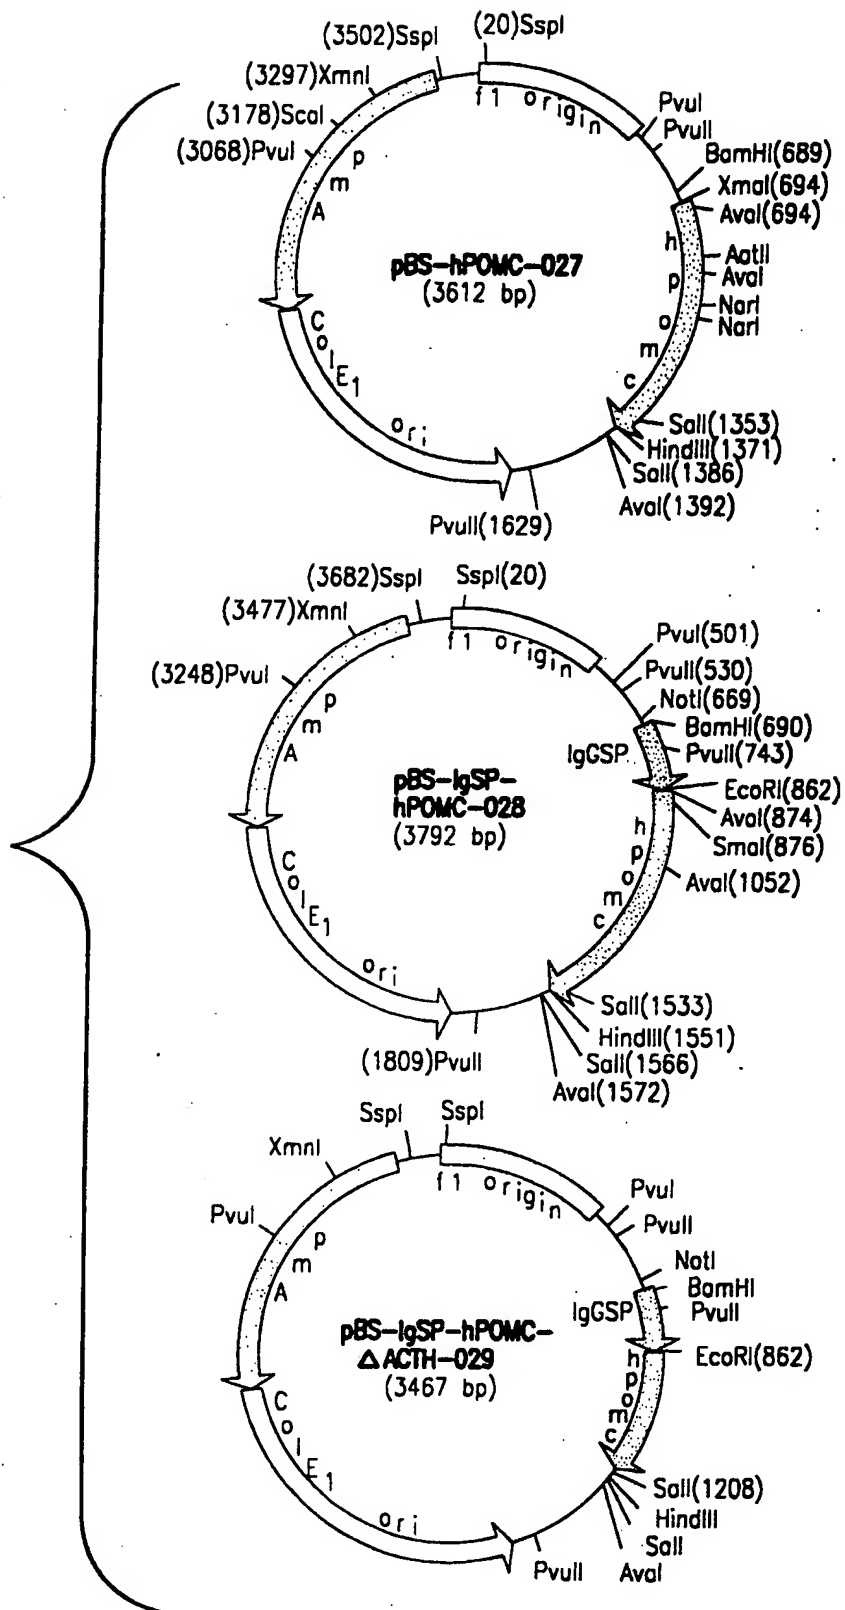 (3502)SspI
(20)SspI
(3297)XmnI
(3178)ScaI
(3068)PvuI
Amp
f1 origin
PvuI
PvuII
BamHI(689)
XmaI(694)
AvaI(694)
AatII
AvaI
NarI
NarI
hpomc
pBS-hPOMC-027
(3612 bp)
ColE1
ori
SalI(1353)
HindIII(1371)
SalI(1386)
AvaI(1392)
PvuII(1629)
(3682)SspI
SspI(20)
(3477)XmnI
(3248)PvuI
Amp
f1 origin
PvuI(501)
PvuII(530)
NotI(669)
BamHI(690)
IgGSP
PvuII(743)
EcoRI(862)
AvaI(874)
SmaI(876)
AvaI(1052)
hpomc
pBS-IgSP-
hPOMC-028
(3792 bp)
ColE1
ori
SalI(1533)
HindIII(1551)
SalI(1566)
AvaI(1572)
(1809)PvuII
SspI
SspI
XmnI
PvuI
Amp
f1 origin
PvuI
PvuII
NotI
BamHI
IgGSP
PvuII
EcoRI(862)
hpomc
pBS-IgSP-hPOMC-
ΔACTH-029
(3467 bp)
ColE1
ori
SalI(1208)
HindIII
SalI
AvaI
PvuII